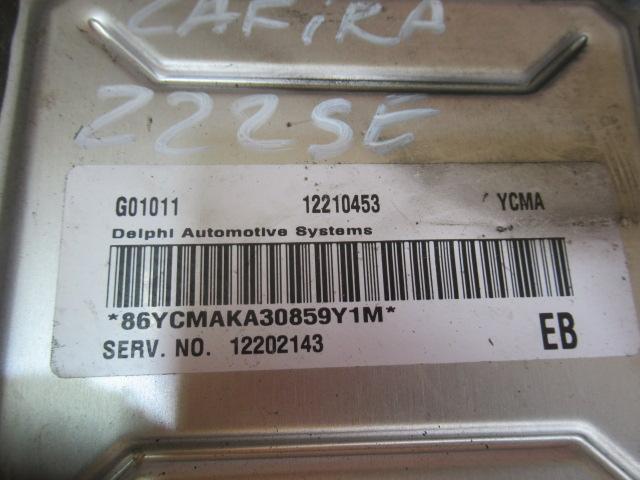 ZAFiRA
Z22SE
G01011 12210453 YCMA
Delphi Automotive Systems
*86YCMAKA30859Y1M*
SERV. NO. 12202143 EB